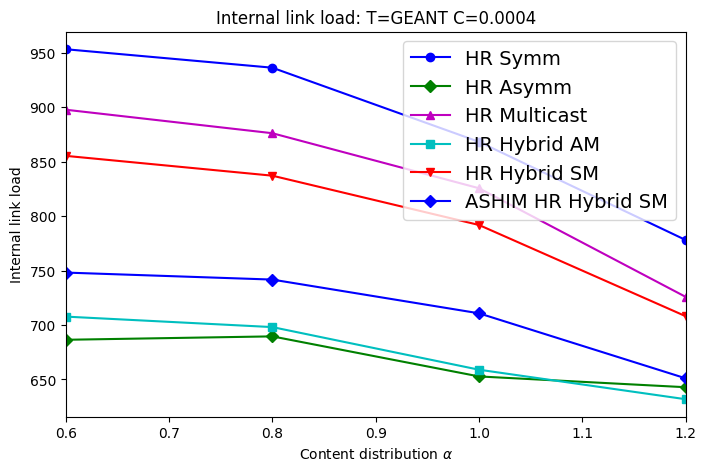 Internal link load: T=GEANT C=0.0004
950
900
850
800
750
700
650
Internal link load
HR Symm
HR Asymm
HR Multicast
HR Hybrid AM
HR Hybrid SM
ASHIM HR Hybrid SM
0.6 0.7 0.8 0.9 1.0 1.1 1.2
Content distribution α